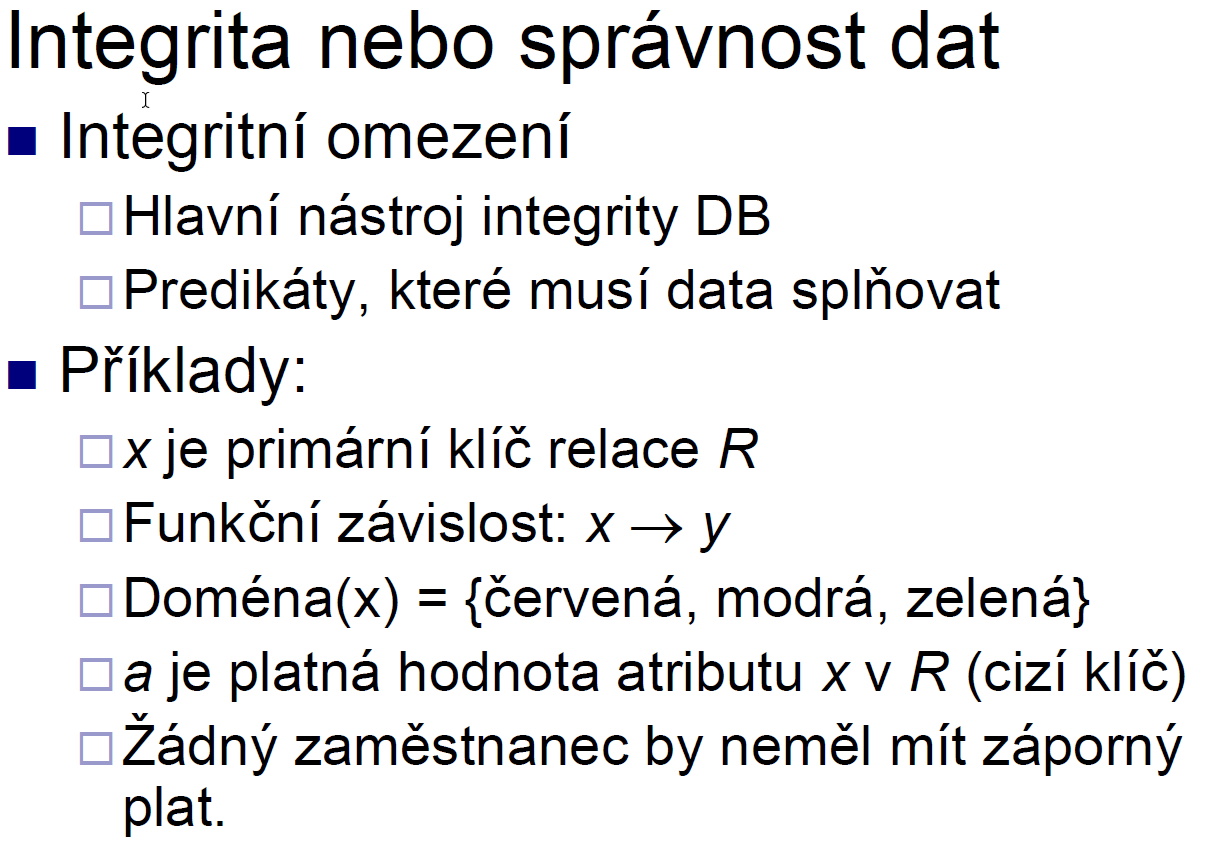 Integrita nebo správnost dat
Integritní omezení
Hlavní nástroj integrity DB
Predikáty, které musí data splňovat
Příklady:
x je primární klíč relace R
Funkční závislost: x → y
Doména(x) = {červená, modrá, zelená}
a je platná hodnota atributu x v R (cizí klíč)
Žádný zaměstnanec by neměl mít záporný
plat.